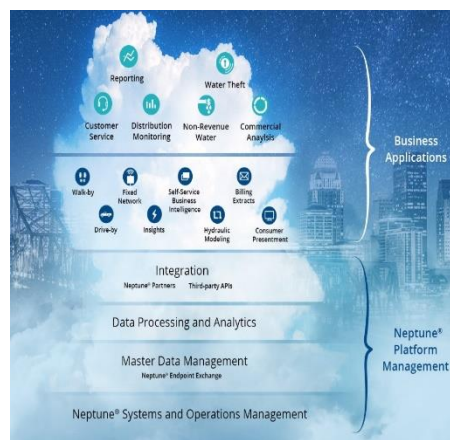 Reporting
Water Theft
Customer
Service
Distribution
Monitoring
Non-Revenue
Water
Commercial
Anaylsis
Business
Applications
Walk-by
Fixed
Network
Self-Service
Business
Intelligence
Billing
Extracts
Drive-by
Insights
Hydraulic
Modeling
Consumer
Presentment
Integration
Neptune® Partners Third-party APIs
Data Processing and Analytics
Master Data Management
Neptune® Endpoint Exchange
Neptune® Systems and Operations Management
Neptune®
Platform
Management